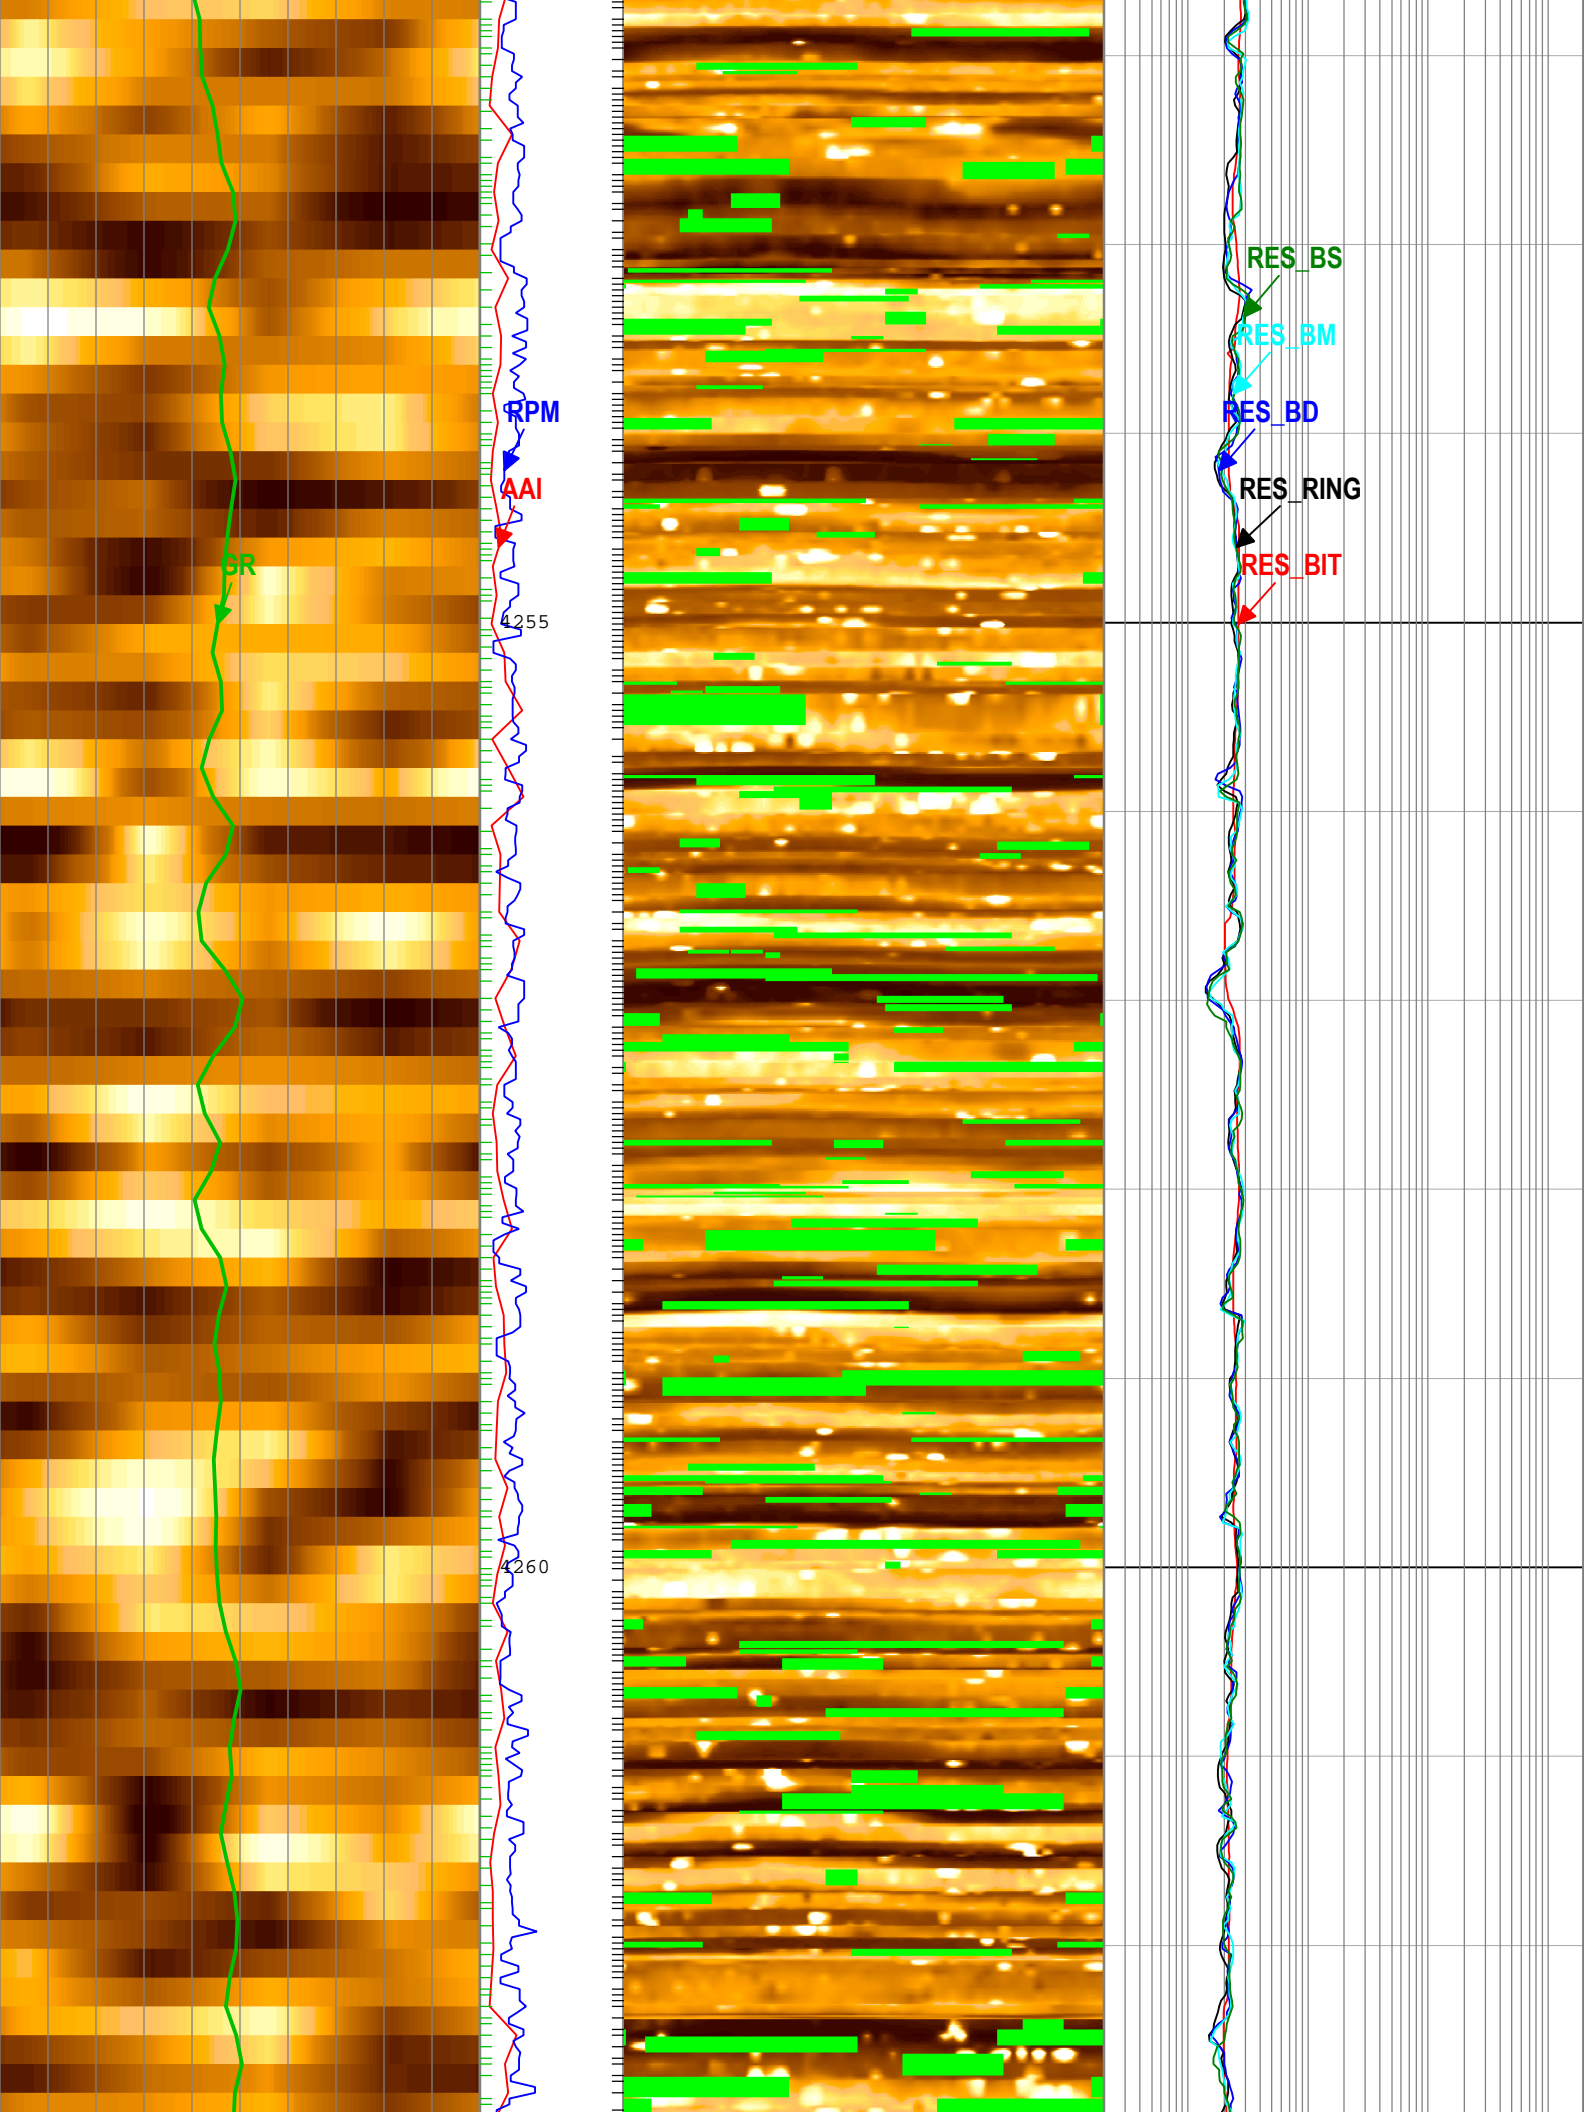 RES_BS
RES_BM
RPM
RES_BD
AAI
RES_RING
GR
RES_BIT
4255
4260